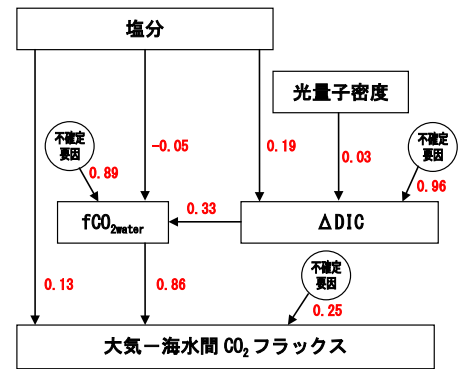 塩分
光量子密度
不確定
要因
不確定
要因
-0.05
0.19
0.03
0.89
0.96
fCO₂water
0.33
ΔDIC
不確定
要因
0.13
0.86
0.25
大気－海水間 CO₂ フラックス